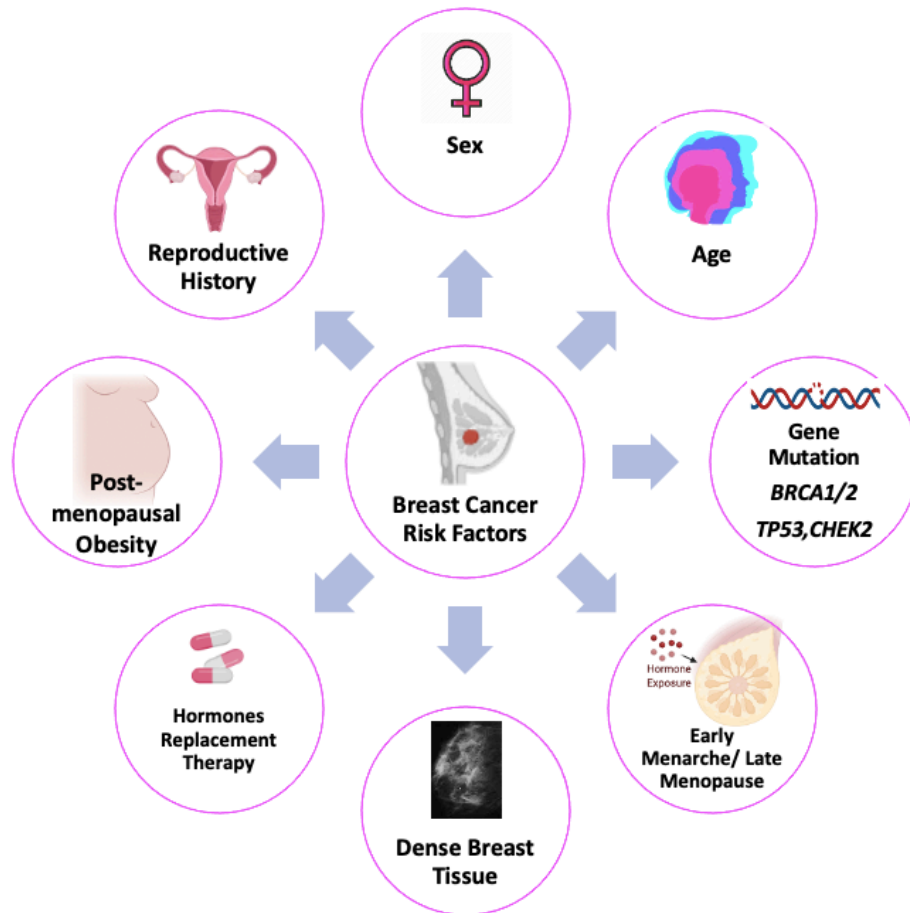 Sex
Age
Gene
Mutation
BRCA1/2
TP53,CHEK2
Hormone
Exposure
Early
Menarche/ Late
Menopause
Dense Breast
Tissue
Hormones
Replacement
Therapy
Post-
menopausal
Obesity
Reproductive
History
Breast Cancer
Risk Factors